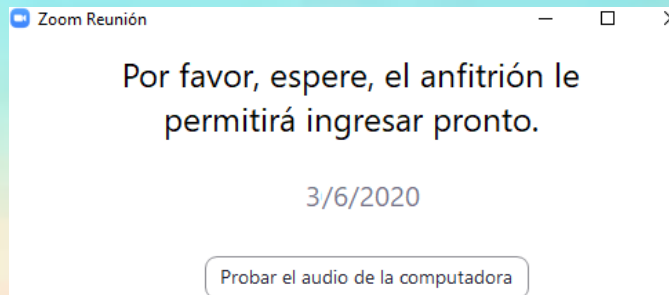 Zoom Reunión
Por favor, espere, el anfitrión le
permitirá ingresar pronto.
3/6/2020
Probar el audio de la computadora